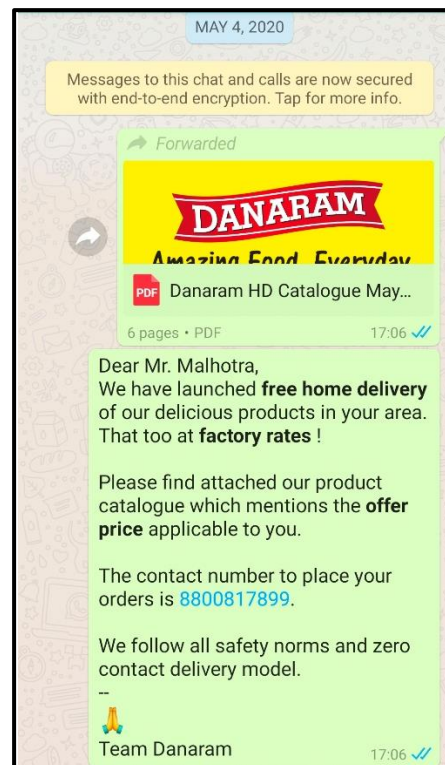 MAY 4, 2020
Messages to this chat and calls are now secured
with end-to-end encryption. Tap for more info.
Forwarded
DANARAM
Amazing Food Everyday
PDF Danaram HD Catalogue May...
6 pages • PDF 17:06
Dear Mr. Malhotra,
We have launched free home delivery
of our delicious products in your area.
That too at factory rates !
Please find attached our product
catalogue which mentions the offer
price applicable to you.
The contact number to place your
orders is 8800817899.
We follow all safety norms and zero
contact delivery model.
--
🙏
Team Danaram 17:06